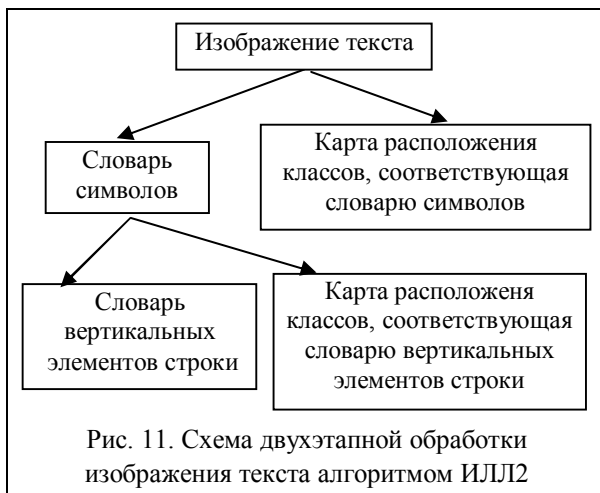 Изображение текста
Словарь
символов
Карта расположения
классов, соответствующая
словарю символов
Словарь
вертикальных
элементов строки
Карта расположеня
классов, соответствующая
словарю вертикальных
элементов строки
Рис. 11. Схема двухэтапной обработки
изображения текста алгоритмом ИЛЛ2